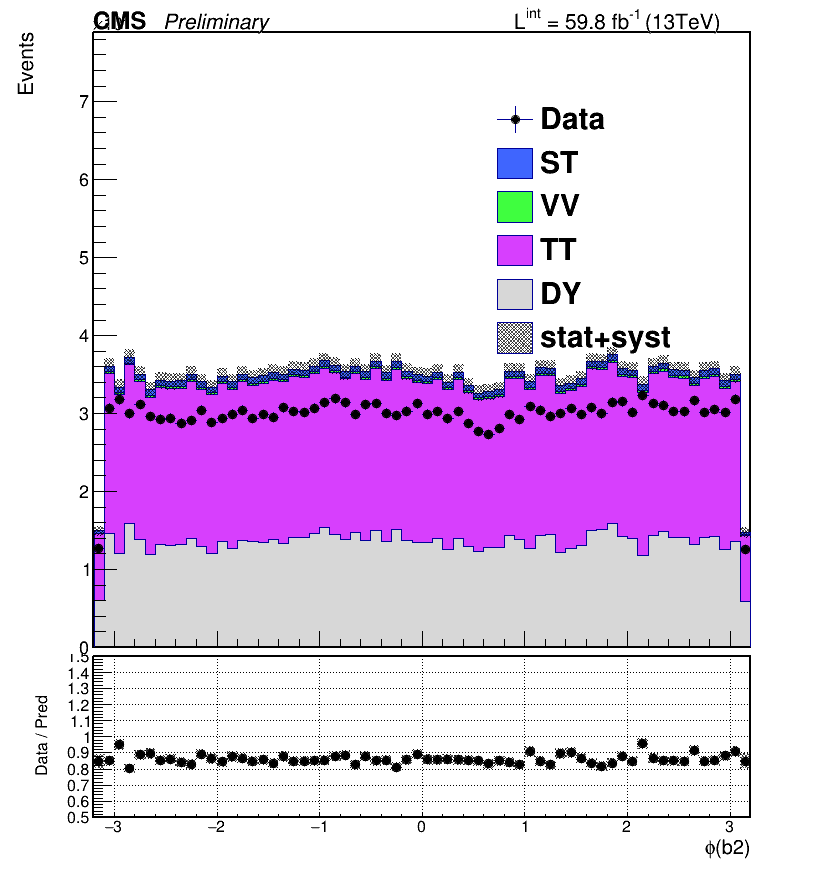 CMS Preliminary L^int = 59.8 fb^-1 (13TeV)
Events
7
6
5
4
3
2
1
0
Data
ST
VV
TT
DY
stat+syst
Data / Pred
1.5
1.4
1.3
1.2
1.1
1
0.9
0.8
0.7
0.6
0.5
−3 −2 −1 0 1 2 3
ϕ(b2)